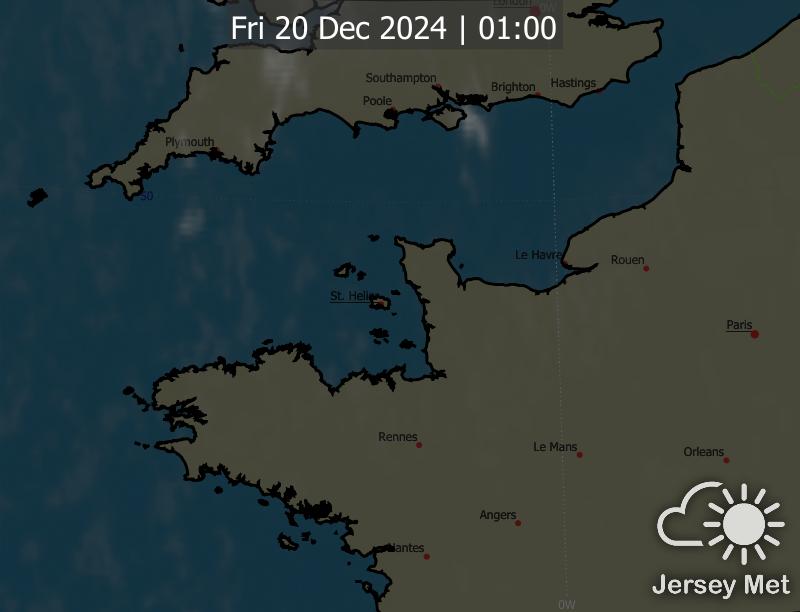 London
0W
Fri 20 Dec 2024 | 01:00
Southampton
Brighton
Hastings
Poole
Plymouth
50
Le Havre
Rouen
St. Helier
Paris
Rennes
Le Mans
Orleans
Angers
Nantes
Jersey Met
0W